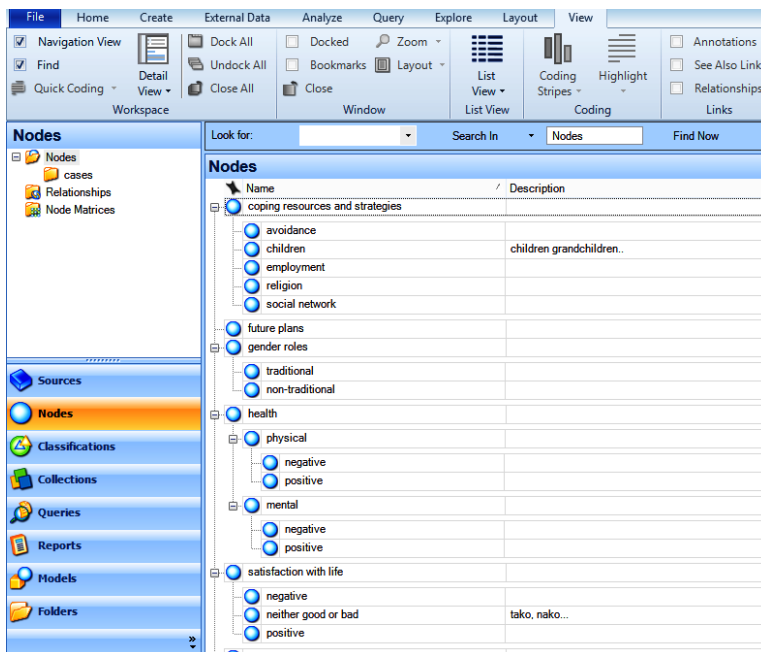 File Home Create External Data Analyze Query Explore Layout View
Navigation View Dock All Docked Zoom Annotations
Find Undock All Bookmarks Layout See Also Link
Quick Coding Detail View Close All Close List View Coding Stripes Highlight Relationships
Workspace Window List View Coding Links
Nodes
Look for: Search In Nodes Find Now
Nodes
cases
Relationships
Node Matrices
Sources
Nodes
Classifications
Collections
Queries
Reports
Models
Folders
Nodes
Name Description
coping resources and strategies
avoidance
children children grandchildren..
employment
religion
social network
future plans
gender roles
traditional
non-traditional
health
physical
negative
positive
mental
negative
positive
satisfaction with life
negative
neither good or bad tako, nako...
positive